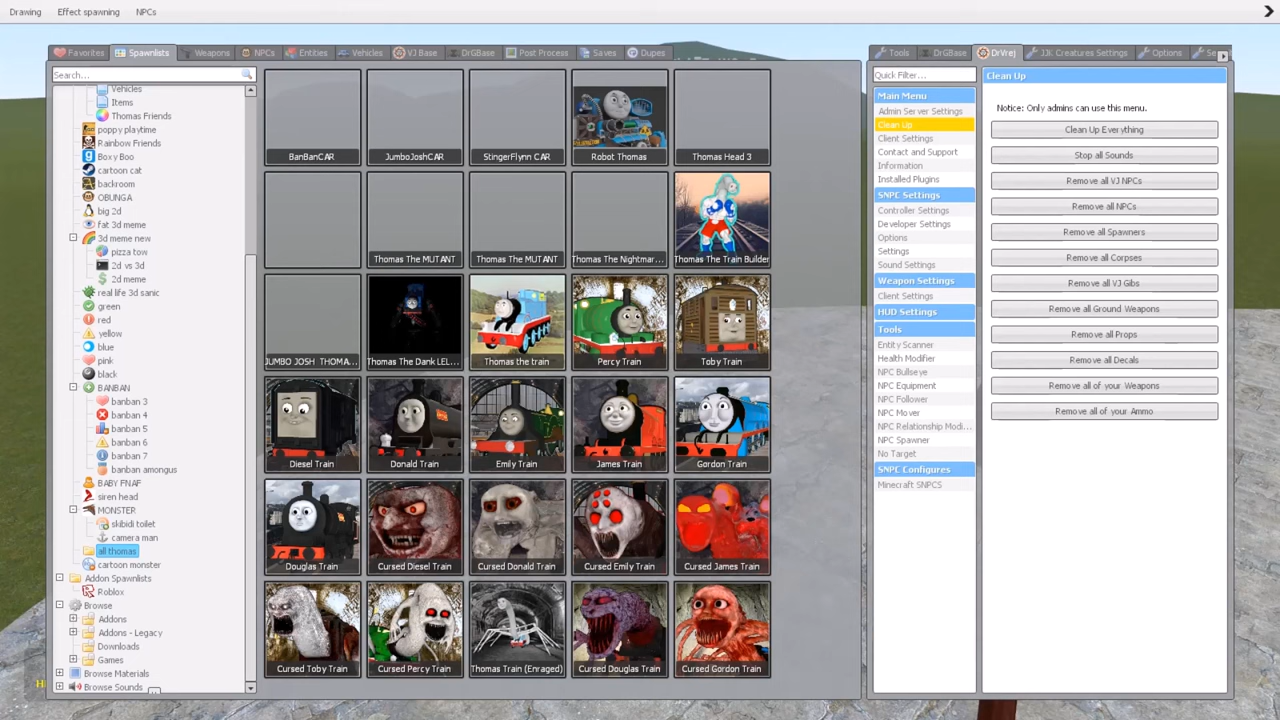 Drawing Effect spawning NPCs
Favorites Spawnlists Weapons NPCs Entities Vehicles VJ Base DrGBase Post Process Saves Dupes
Search...
Vehicles
Items
Thomas Friends
poppy playtime
Rainbow Friends
Boxy Boo
cartoon cat
backroom
OBUNGA
big 2d
fat 3d meme
3d meme new
pizza tow
2d vs 3d
2d meme
real life 3d sanic
green
red
yellow
blue
pink
black
BANBAN
banban 3
banban 4
banban 5
banban 6
banban 7
banban amongus
BABY FNAF
siren head
MONSTER
skibidi toilet
camera man
all thomas
cartoon monster
Addon Spawnlists
Roblox
Browse
Addons
Addons - Legacy
Downloads
Games
Browse Materials
Browse Sounds
BanBanCAR JumboJoshCAR StingerFlynn CAR Robot Thomas Thomas Head 3
Thomas The MUTANT Thomas The MUTANT Thomas The Nightmar... Thomas The Train Builder
JUMBO JOSH THOMA... Thomas The Dank LEL... Thomas the train Percy Train Toby Train
Diesel Train Donald Train Emily Train James Train Gordon Train
Douglas Train Cursed Diesel Train Cursed Donald Train Cursed Emily Train Cursed James Train
Cursed Toby Train Cursed Percy Train Thomas Train (Enraged) Cursed Douglas Train Cursed Gordon Train
Tools DrGBase DrVrej JJK Creatures Settings Options Se
Quick Filter...
Main Menu
Admin Server Settings
Clean Up
Client Settings
Contact and Support
Information
Installed Plugins
SNPC Settings
Controller Settings
Developer Settings
Options
Settings
Sound Settings
Weapon Settings
Client Settings
HUD Settings
Tools
Entity Scanner
Health Modifier
NPC Bullseye
NPC Equipment
NPC Follower
NPC Mover
NPC Relationship Modi...
NPC Spawner
No Target
SNPC Configures
Minecraft SNPCS
Clean Up
Notice: Only admins can use this menu.
Clean Up Everything
Stop all Sounds
Remove all VJ NPCs
Remove all NPCs
Remove all Spawners
Remove all Corpses
Remove all VJ Gibs
Remove all Ground Weapons
Remove all Props
Remove all Decals
Remove all of your Weapons
Remove all of your Ammo